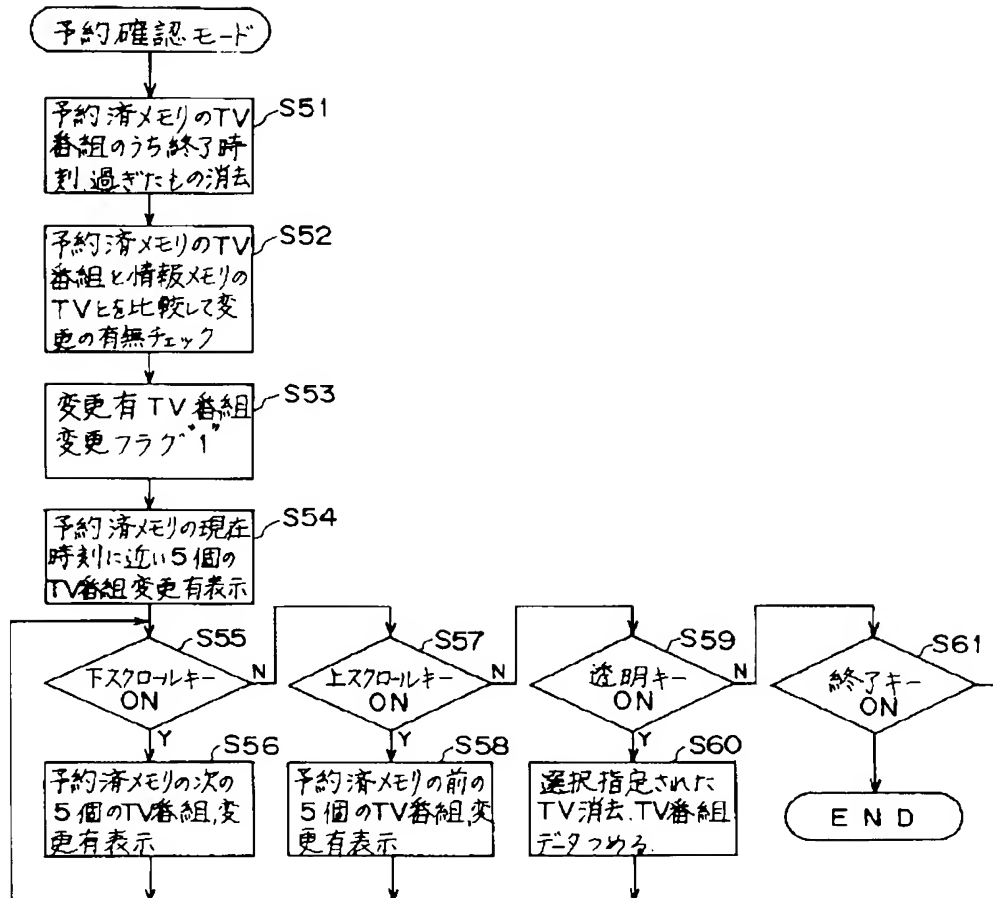 予約確認モード
S51
予約済メモリのTV
番組のうち終了時
刻過ぎたもの消去
S52
予約済メモリのTV
番組と情報メモリの
TVとを比較して変
更の有無チェック
S53
変更有TV番組
変更フラグ"1"
S54
予約済メモリの現在
時刻に近い5個の
TV番組変更有表示
S55
下スクロールキー
ON
N
Y
S57
上スクロールキー
ON
N
Y
S59
透明キー
ON
N
Y
S61
終了キー
ON
S56
予約済メモリの次の
5個のTV番組,変
更有表示
S58
予約済メモリの前の
5個のTV番組,変
更有表示
S60
選択指定された
TV消去.TV番組
データつめる.
END